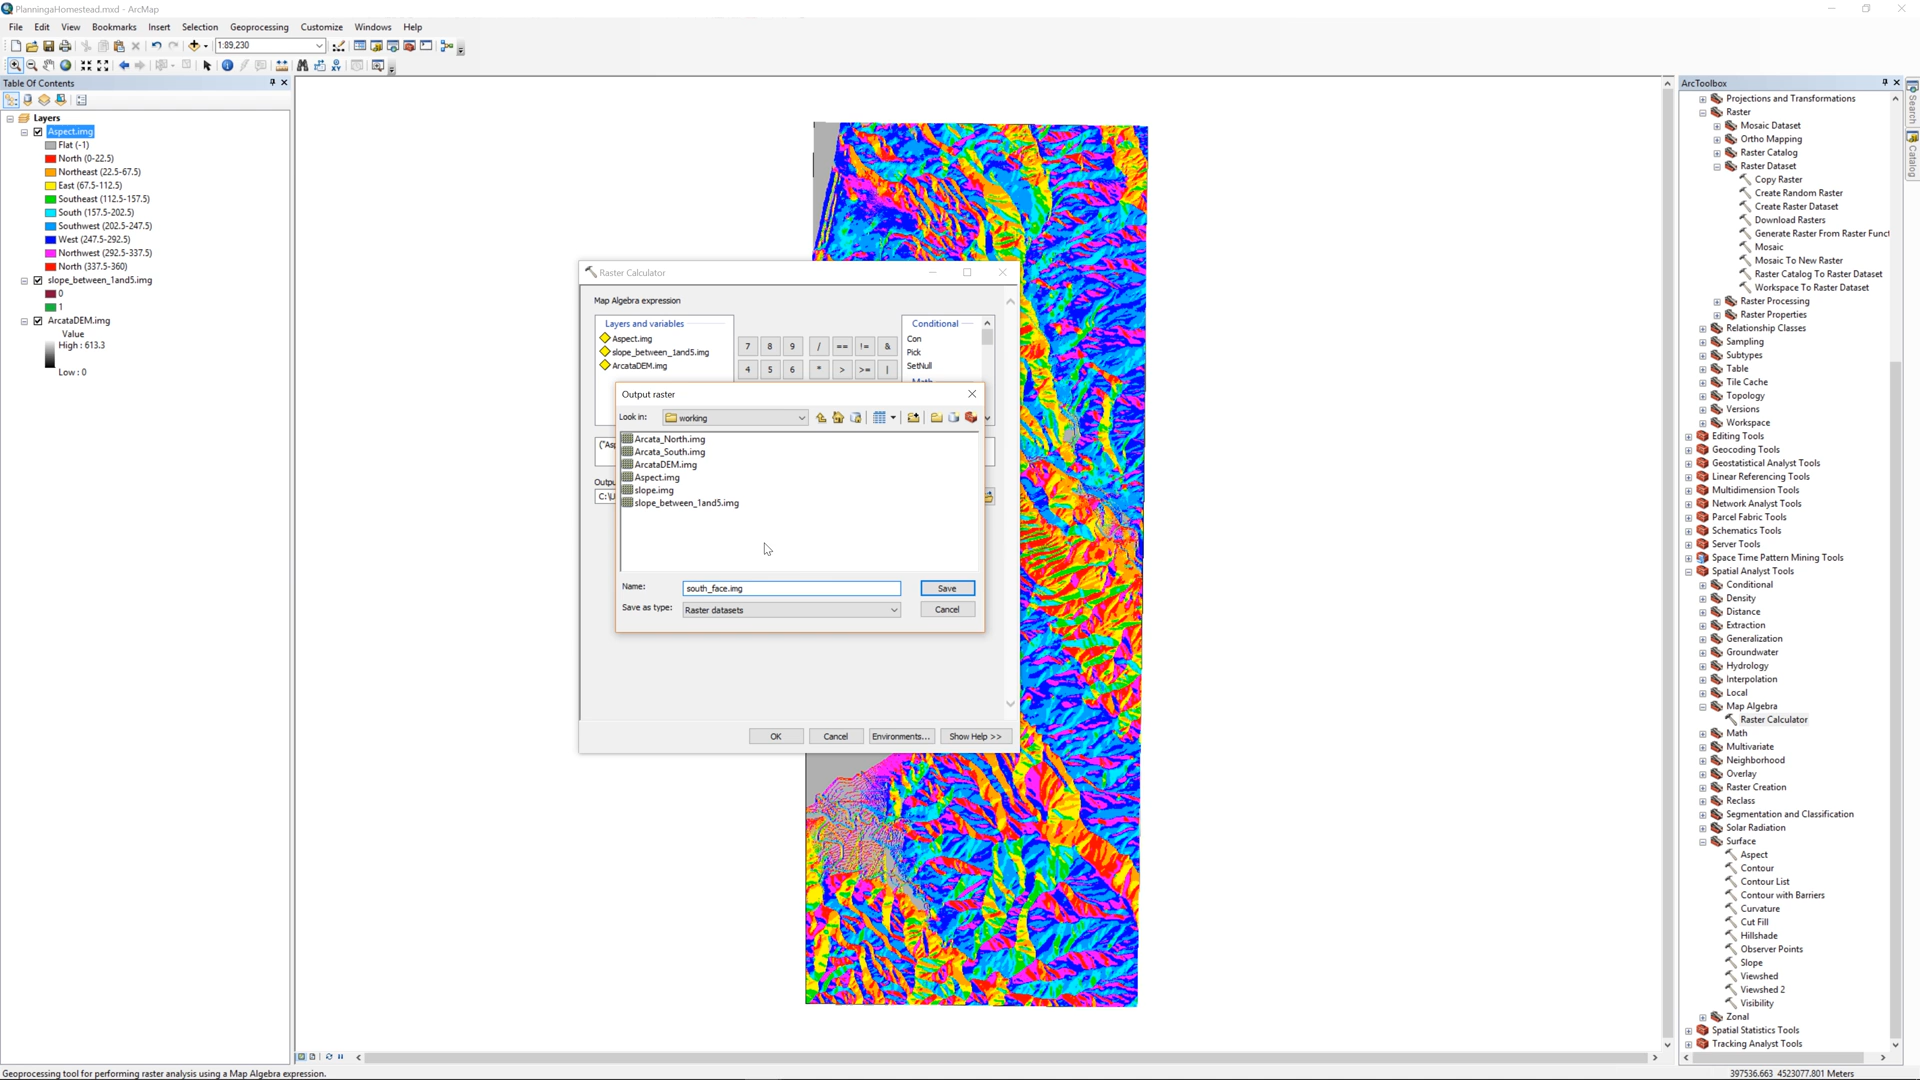 PlanningaHomestead.mxd - ArcMap
File Edit View Bookmarks Insert Selection Geoprocessing Customize Windows Help
1:89,230
Table Of Contents
Layers
Aspect.img
Flat (-1)
North (0-22.5)
Northeast (22.5-67.5)
East (67.5-112.5)
Southeast (112.5-157.5)
South (157.5-202.5)
Southwest (202.5-247.5)
West (247.5-292.5)
Northwest (292.5-337.5)
North (337.5-360)
slope_between_1and5.img
0
1
ArcataDEM.img
Value
High : 613.3
Low : 0
Raster Calculator
Map Algebra expression
Layers and variables
Aspect.img
slope_between_1and5.img
ArcataDEM.img
7 8 9 / == != &
4 5 6 * > >= |
Conditional
Con
Pick
SetNull
Math
("Asp
Outpu
C:\U
Output raster
Look in: working
Arcata_North.img
Arcata_South.img
ArcataDEM.img
Aspect.img
slope.img
slope_between_1and5.img
Name: south_face.img Save
Save as type: Raster datasets Cancel
OK Cancel Environments... Show Help >>
ArcToolbox
Projections and Transformations
Raster
Mosaic Dataset
Ortho Mapping
Raster Catalog
Raster Dataset
Copy Raster
Create Random Raster
Create Raster Dataset
Download Rasters
Generate Raster From Raster Funct
Mosaic
Mosaic To New Raster
Raster Catalog To Raster Dataset
Workspace To Raster Dataset
Raster Processing
Raster Properties
Relationship Classes
Sampling
Subtypes
Table
Tile Cache
Topology
Versions
Workspace
Editing Tools
Geocoding Tools
Geostatistical Analyst Tools
Linear Referencing Tools
Multidimension Tools
Network Analyst Tools
Parcel Fabric Tools
Schematics Tools
Server Tools
Space Time Pattern Mining Tools
Spatial Analyst Tools
Conditional
Density
Distance
Extraction
Generalization
Groundwater
Hydrology
Interpolation
Local
Map Algebra
Raster Calculator
Math
Multivariate
Neighborhood
Overlay
Raster Creation
Reclass
Segmentation and Classification
Solar Radiation
Surface
Aspect
Contour
Contour List
Contour with Barriers
Curvature
Cut Fill
Hillshade
Observer Points
Slope
Viewshed
Viewshed 2
Visibility
Zonal
Spatial Statistics Tools
Tracking Analyst Tools
Search
Catalog
Geoprocessing tool for performing raster analysis using a Map Algebra expression.
397536.663 4523077.801 Meters